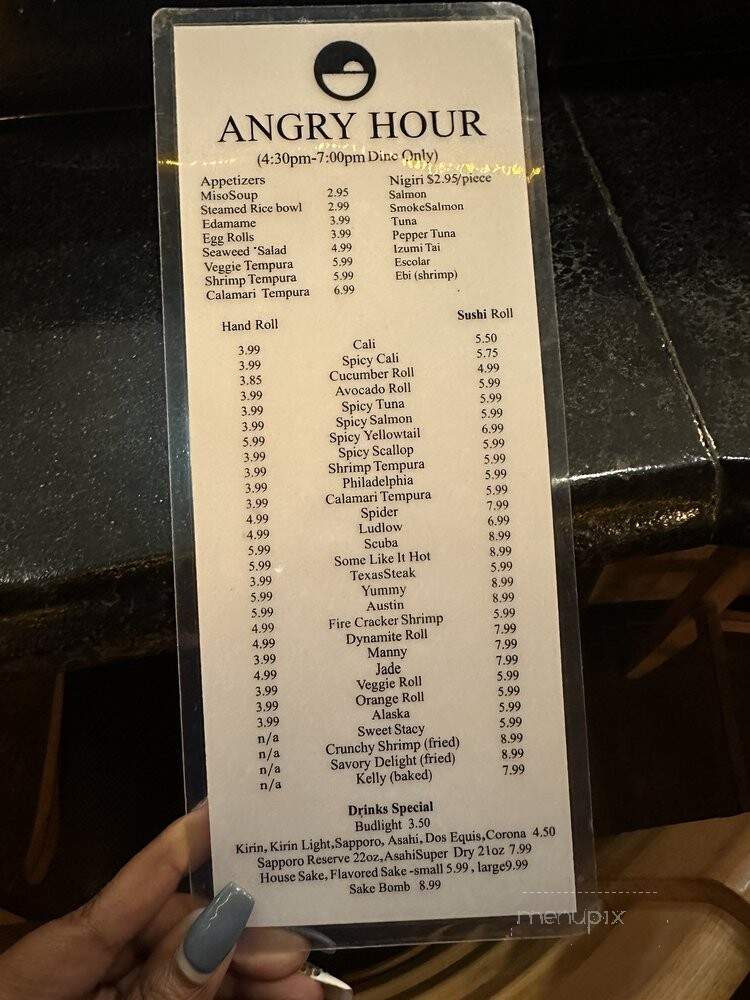 ANGRY HOUR
(4:30pm-7:00pm Dine Only)
Appetizers
MisoSoup 2.95
Steamed Rice bowl 2.99
Edamame 3.99
Egg Rolls 3.99
Seaweed Salad 4.99
Veggie Tempura 5.99
Shrimp Tempura 5.99
Calamari Tempura 6.99
Nigiri $2.95/piece
Salmon
SmokeSalmon
Tuna
Pepper Tuna
Izumi Tai
Escolar
Ebi (shrimp)
Hand Roll Sushi Roll
3.99 Cali 5.50
3.99 Spicy Cali 5.75
3.85 Cucumber Roll 4.99
3.99 Avocado Roll 5.99
3.99 Spicy Tuna 5.99
3.99 Spicy Salmon 5.99
5.99 Spicy Yellowtail 6.99
3.99 Spicy Scallop 5.99
3.99 Shrimp Tempura 5.99
3.99 Philadelphia 5.99
3.99 Calamari Tempura 5.99
4.99 Spider 7.99
4.99 Ludlow 6.99
5.99 Scuba 8.99
5.99 Some Like It Hot 8.99
3.99 TexasSteak 5.99
5.99 Yummy 8.99
5.99 Austin 8.99
4.99 Fire Cracker Shrimp 5.99
4.99 Dynamite Roll 7.99
3.99 Manny 7.99
4.99 Jade 7.99
3.99 Veggie Roll 5.99
3.99 Orange Roll 5.99
3.99 Alaska 5.99
n/a Sweet Stacy 5.99
n/a Crunchy Shrimp (fried) 8.99
n/a Savory Delight (fried) 8.99
n/a Kelly (baked) 7.99
Drinks Special
Budlight 3.50
Kirin, Kirin Light,Sapporo, Asahi, Dos Equis,Corona 4.50
Sapporo Reserve 22oz,AsahiSuper Dry 21oz 7.99
House Sake, Flavored Sake -small 5.99 , large9.99
Sake Bomb 8.99
menupix